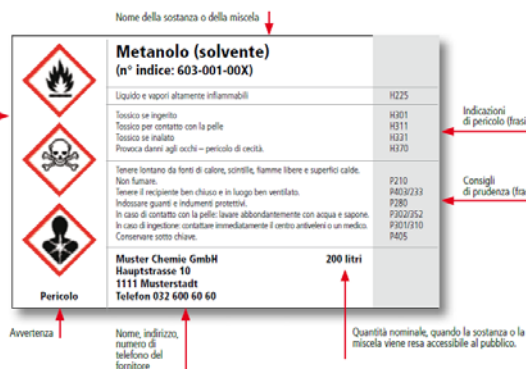 Nome della sostanza o della miscela
Metanolo (solvente)
(n° indice: 603-001-00X)
Liquido e vapori altamente infiammabili H225
Tossico se ingerito H301
Tossico per contatto con la pelle H311
Tossico se inalato H331
Provoca danni agli occhi – pericolo di cecità. H370
Indicazioni
di pericolo (frasi
Tenere lontano da fonti di calore, scintille, fiamme libere e superfici calde. P210
Non fumare.
Tenere il recipiente ben chiuso e in luogo ben ventilato. P403/233
Indossare guanti e indumenti protettivi. P280
In caso di contatto con la pelle: lavare abbondantemente con acqua e sapone. P302/352
In caso di ingestione: contattare immediatamente il centro antiveleni o un medico. P301/310
Conservare sotto chiave. P405
Consigli
di prudenza (fra
Muster Chemie GmbH 200 litri
Hauptstrasse 10
1111 Musterstadt
Telefon 032 600 60 60
Pericolo
Avvertenza
Nome, indirizzo,
numero di
telefono del
fornitore
Quantità nominale, quando la sostanza o la
miscela viene resa accessibile al pubblico.